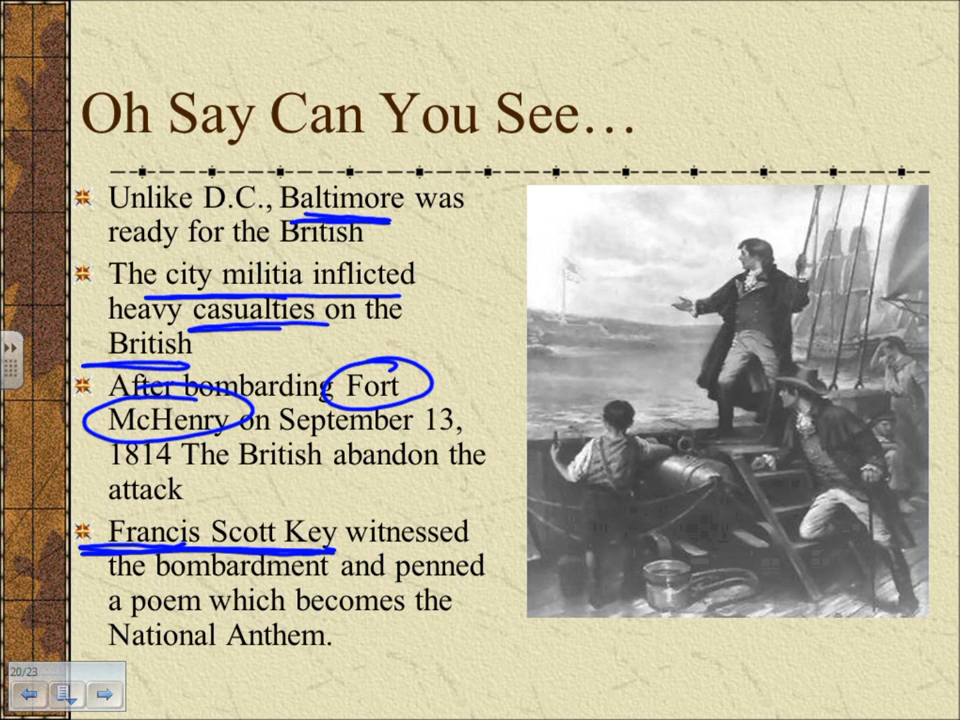 Oh Say Can You See…
Unlike D.C., Baltimore was
ready for the British
The city militia inflicted
heavy casualties on the
British
After bombarding Fort
McHenry on September 13,
1814 The British abandon the
attack
Francis Scott Key witnessed
the bombardment and penned
a poem which becomes the
National Anthem.
20/23